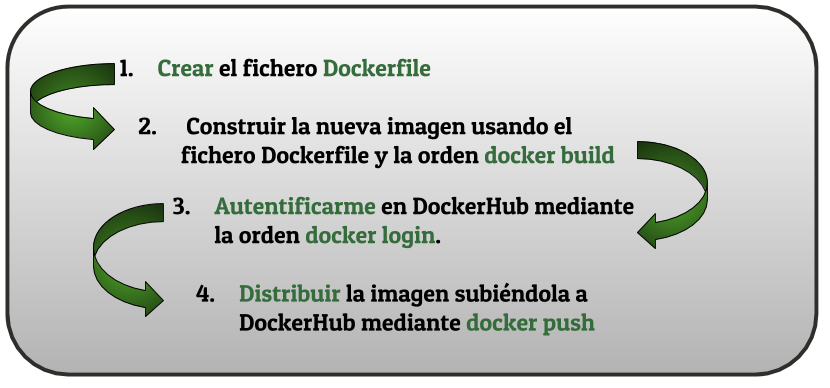 1. Crear el fichero Dockerfile
2. Construir la nueva imagen usando el
fichero Dockerfile y la orden docker build
3. Autentificarme en DockerHub mediante
la orden docker login.
4. Distribuir la imagen subiéndola a
DockerHub mediante docker push